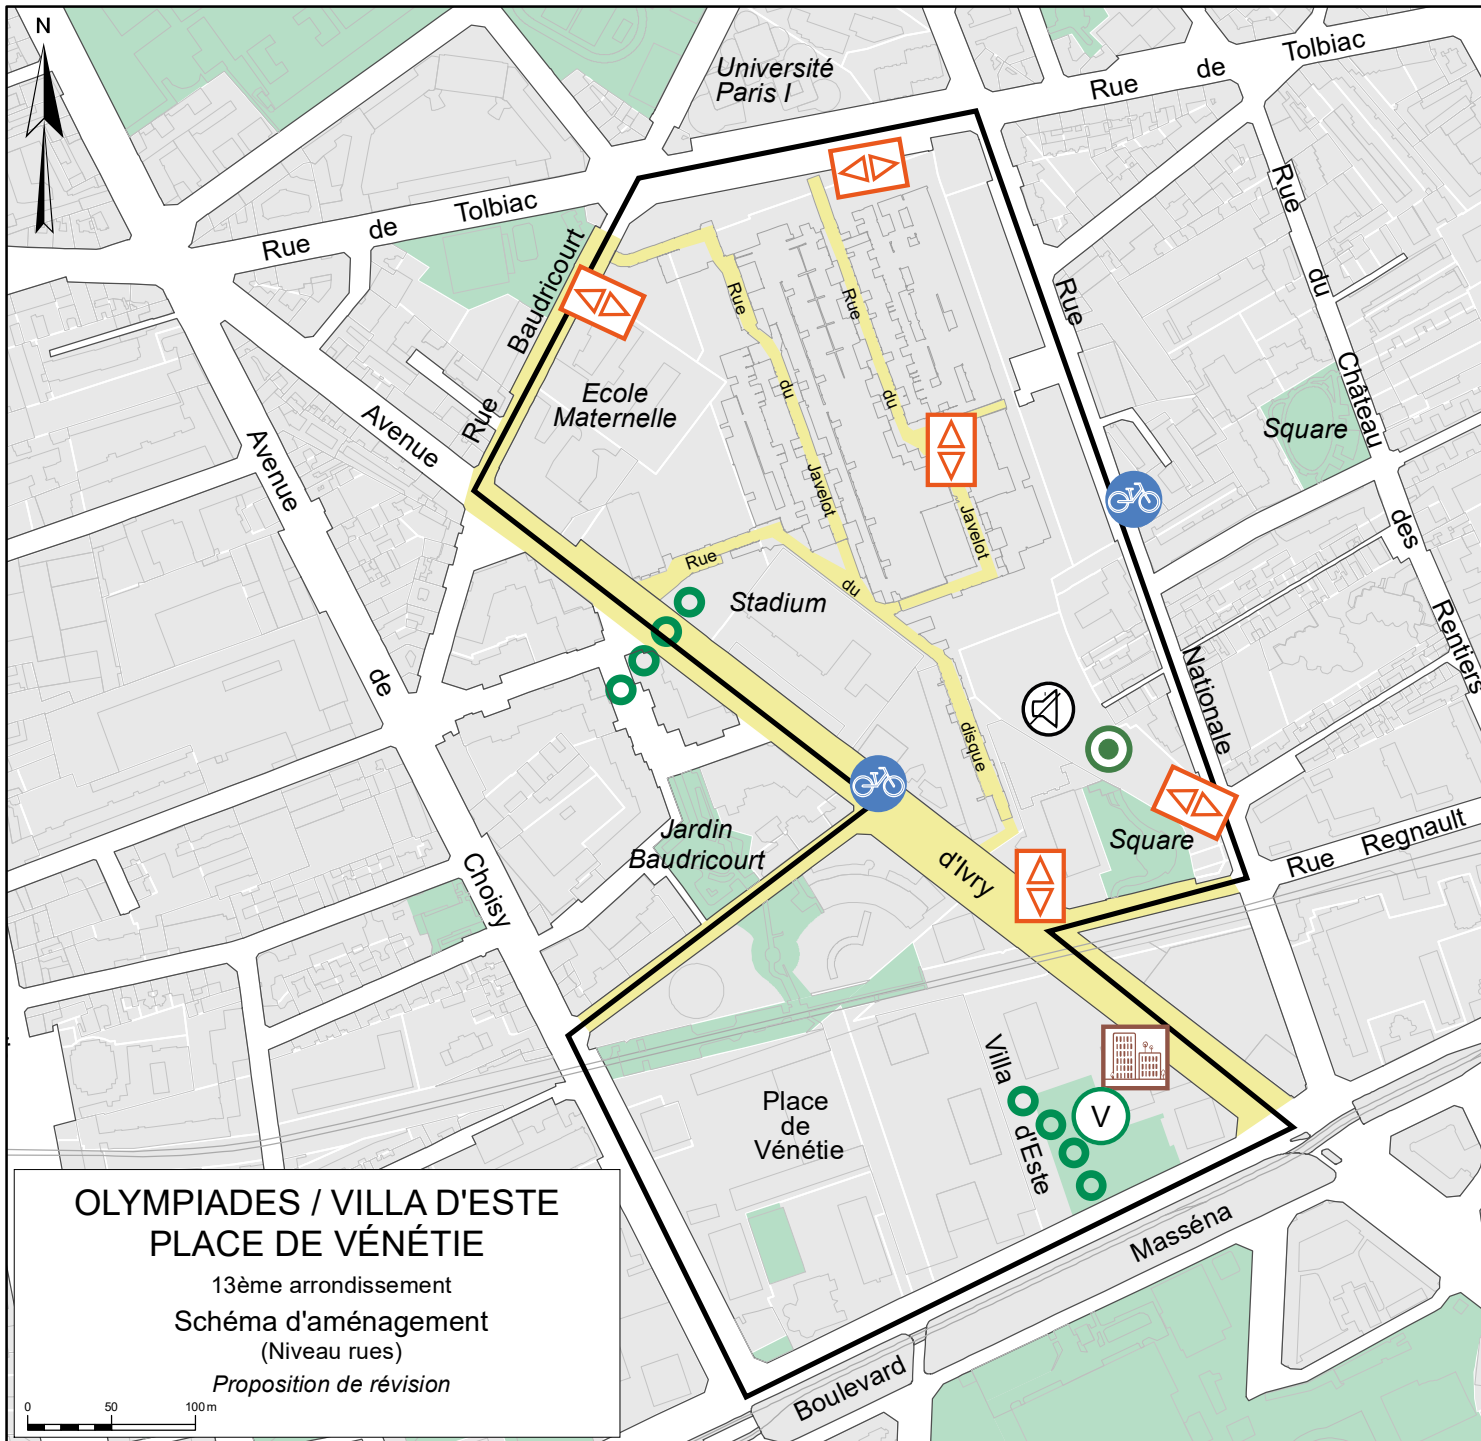 N
Université
Paris I
Rue de Tolbiac
Rue de Tolbiac
Rue Baudricourt
Rue du Château des Rentiers
Rue Nationale
Rue du Javelot
Rue du Javelot
Ecole
Maternelle
Square
Avenue d'Ivry
Avenue de Choisy
Rue du disque
Stadium
Jardin
Baudricourt
Square
Rue Regnault
Villa d'Este
V
Place
de
Vénétie
Boulevard Masséna
OLYMPIADES / VILLA D'ESTE
PLACE DE VÉNÉTIE
13ème arrondissement
Schéma d'aménagement
(Niveau rues)
Proposition de révision
0 50 100 m